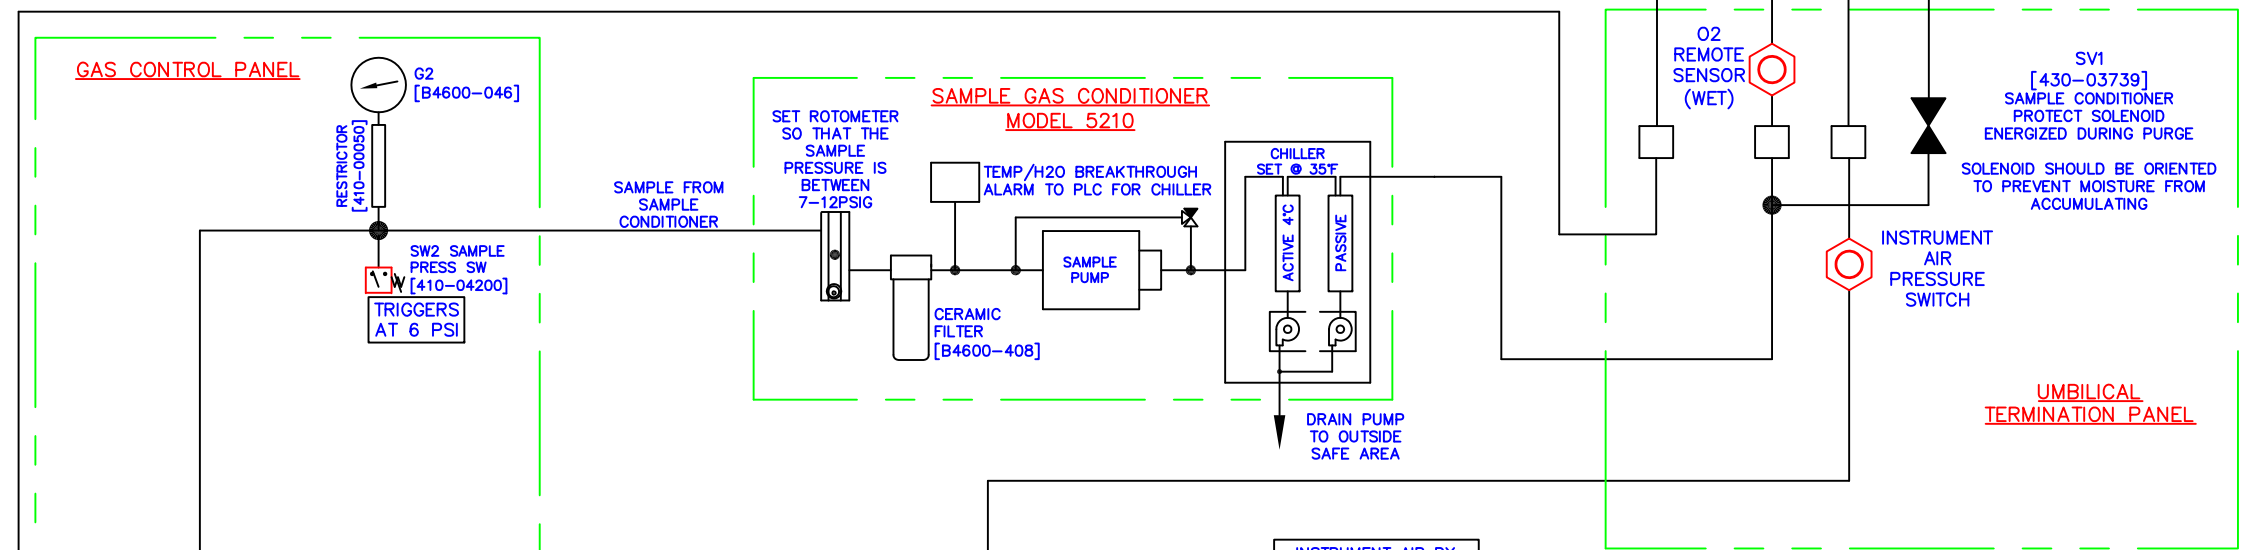 GAS CONTROL PANEL
G2
[B4600-046]
RESTRICTOR
[410-00050]
SW2 SAMPLE
PRESS SW
[410-04200]
TRIGGERS
AT 6 PSI
SAMPLE FROM
SAMPLE
CONDITIONER
SET ROTOMETER
SO THAT THE
SAMPLE
PRESSURE IS
BETWEEN
7-12PSIG
SAMPLE GAS CONDITIONER
MODEL 5210
TEMP/H2O BREAKTHROUGH
ALARM TO PLC FOR CHILLER
CERAMIC
FILTER
[B4600-408]
SAMPLE
PUMP
CHILLER
SET @ 35°F
ACTIVE 4°C
PASSIVE
DRAIN PUMP
TO OUTSIDE
SAFE AREA
O2
REMOTE
SENSOR
(WET)
SV1
[430-03739]
SAMPLE CONDITIONER
PROTECT SOLENOID
ENERGIZED DURING PURGE
SOLENOID SHOULD BE ORIENTED
TO PREVENT MOISTURE FROM
ACCUMULATING
INSTRUMENT
AIR
PRESSURE
SWITCH
UMBILICAL
TERMINATION PANEL
INSTRUMENT AIR BY